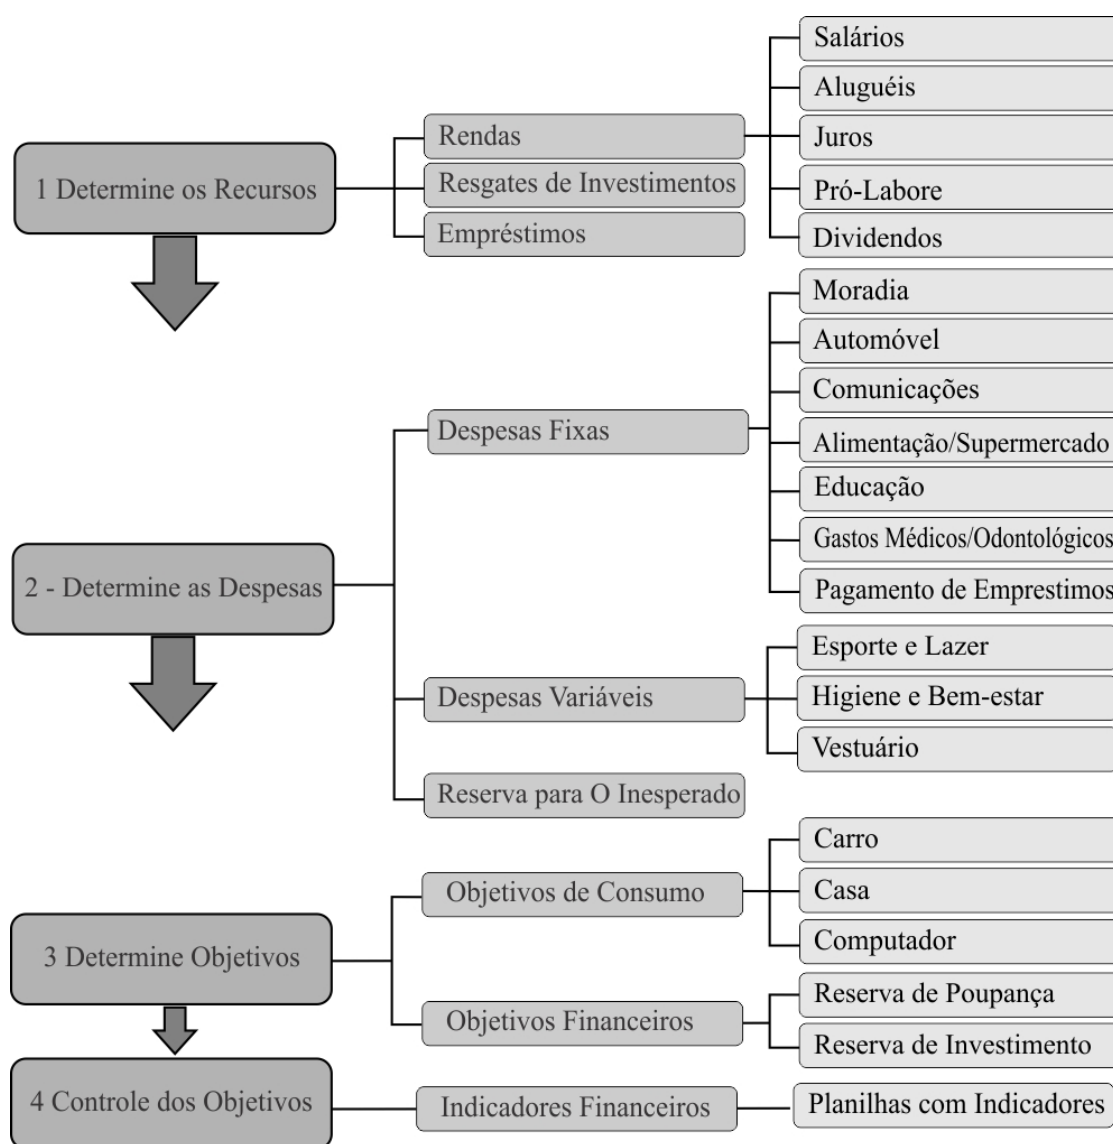 1 Determine os Recursos
Rendas
Resgates de Investimentos
Empréstimos
Salários
Aluguéis
Juros
Pró-Labore
Dividendos
2 - Determine as Despesas
Despesas Fixas
Moradia
Automóvel
Comunicações
Alimentação/Supermercado
Educação
Gastos Médicos/Odontológicos
Pagamento de Emprestimos
Despesas Variáveis
Esporte e Lazer
Higiene e Bem-estar
Vestuário
Reserva para O Inesperado
3 Determine Objetivos
Objetivos de Consumo
Carro
Casa
Computador
Objetivos Financeiros
Reserva de Poupança
Reserva de Investimento
4 Controle dos Objetivos
Indicadores Financeiros
Planilhas com Indicadores